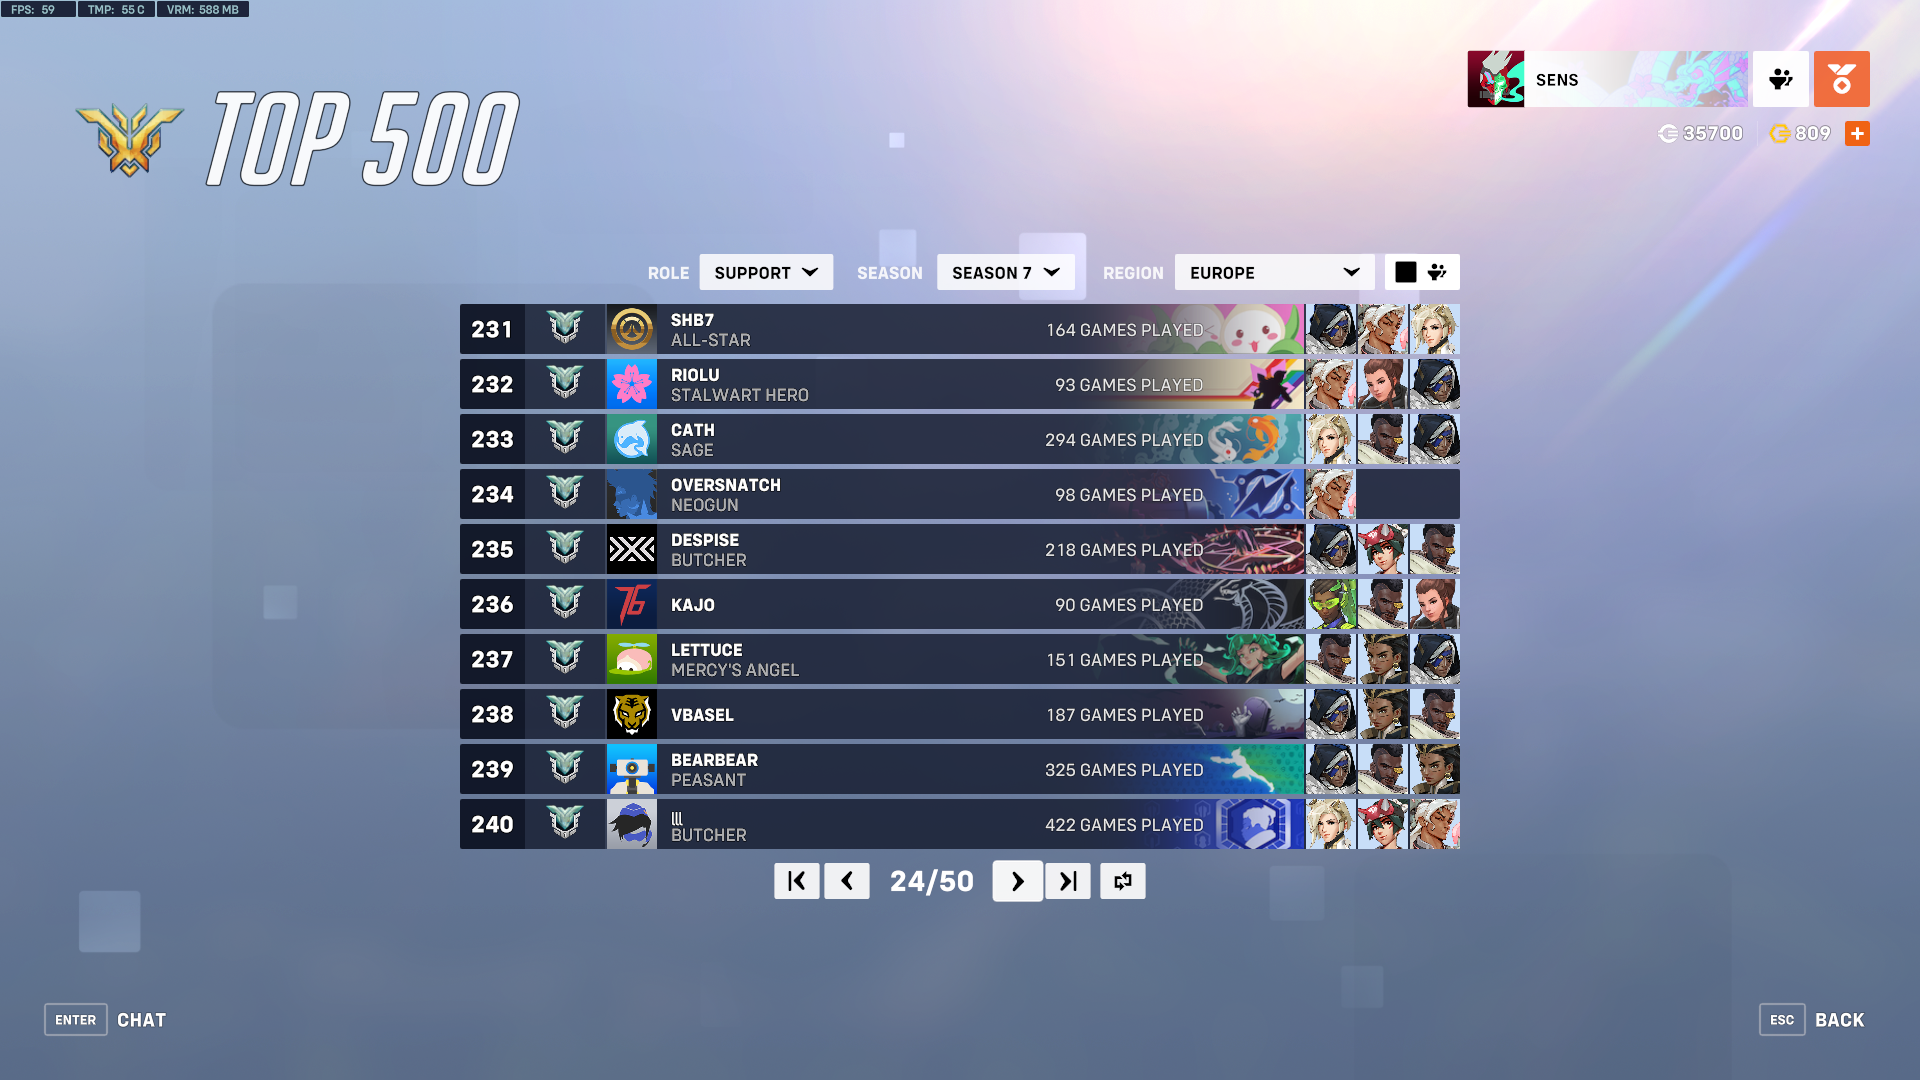 FPS: 59 TMP: 55 C VRM: 588 MB
TOP 500
SENS
35700 809
ROLE SUPPORT SEASON SEASON 7 REGION EUROPE
231 SHB7 ALL-STAR 164 GAMES PLAYED
232 RIOLU STALWART HERO 93 GAMES PLAYED
233 CATH SAGE 294 GAMES PLAYED
234 OVERSNATCH NEOGUN 98 GAMES PLAYED
235 DESPISE BUTCHER 218 GAMES PLAYED
236 76 KAJO 90 GAMES PLAYED
237 LETTUCE MERCY'S ANGEL 151 GAMES PLAYED
238 VBASEL 187 GAMES PLAYED
239 BEARBEAR PEASANT 325 GAMES PLAYED
240 lll BUTCHER 422 GAMES PLAYED
24/50
ENTER CHAT
ESC BACK